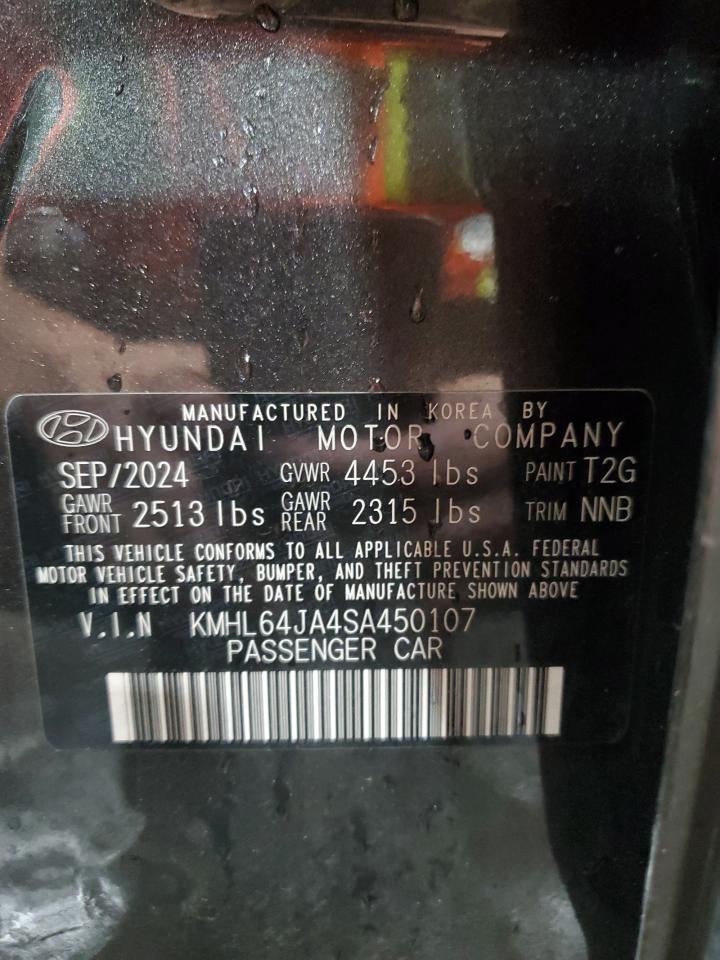 MANUFACTURED IN KOREA BY
HYUNDAI MOTOR COMPANY
SEP/2024 GVWR 4453 lbs PAINT T2G
GAWR FRONT 2513 lbs GAWR REAR 2315 lbs TRIM NNB
THIS VEHICLE CONFORMS TO ALL APPLICABLE U.S.A. FEDERAL
MOTOR VEHICLE SAFETY, BUMPER, AND THEFT PREVENTION STANDARDS
IN EFFECT ON THE DATE OF MANUFACTURE SHOWN ABOVE
V.I.N KMHL64JA4SA450107
PASSENGER CAR